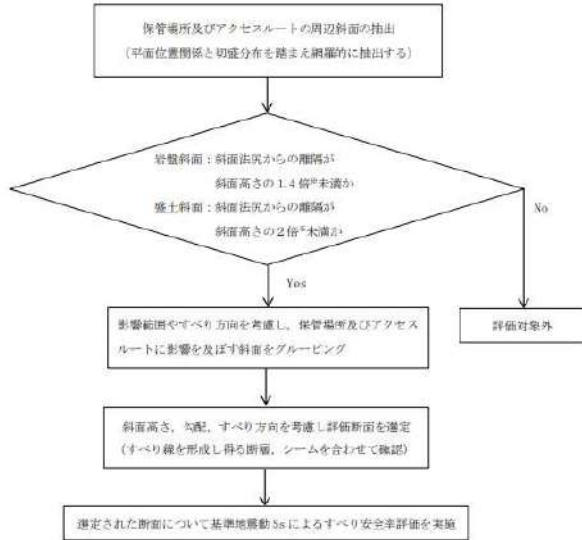 保管場所及びアクセスルートの周辺斜面の抽出
(平面位置関係と切盛分布を踏まえ網羅的に抽出する)
岩盤斜面：斜面法尻からの離隔が
斜面高さの1.4倍※未満か
盛土斜面：斜面法尻からの離隔が
斜面高さの2倍※未満か
No
Yes
影響範囲やすべり方向を考慮し、保管場所及びアクセス
ルートに影響を及ぼす斜面をグルーピング
評価対象外
斜面高さ、勾配、すべり方向を考慮し評価断面を選定
(すべり線を形成し得る断層、シームを合わせて確認)
選定された断面について基準地震動Ssによるすべり安全率評価を実施